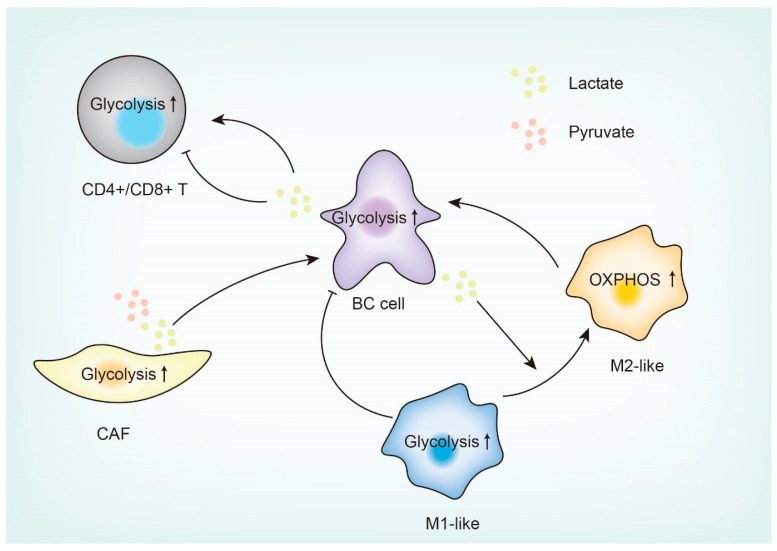 Glycolysis ↑
CD4+/CD8+ T
Lactate
Pyruvate
Glycolysis ↑
BC cell
OXPHOS ↑
M2-like
Glycolysis ↑
CAF
Glycolysis ↑
M1-like